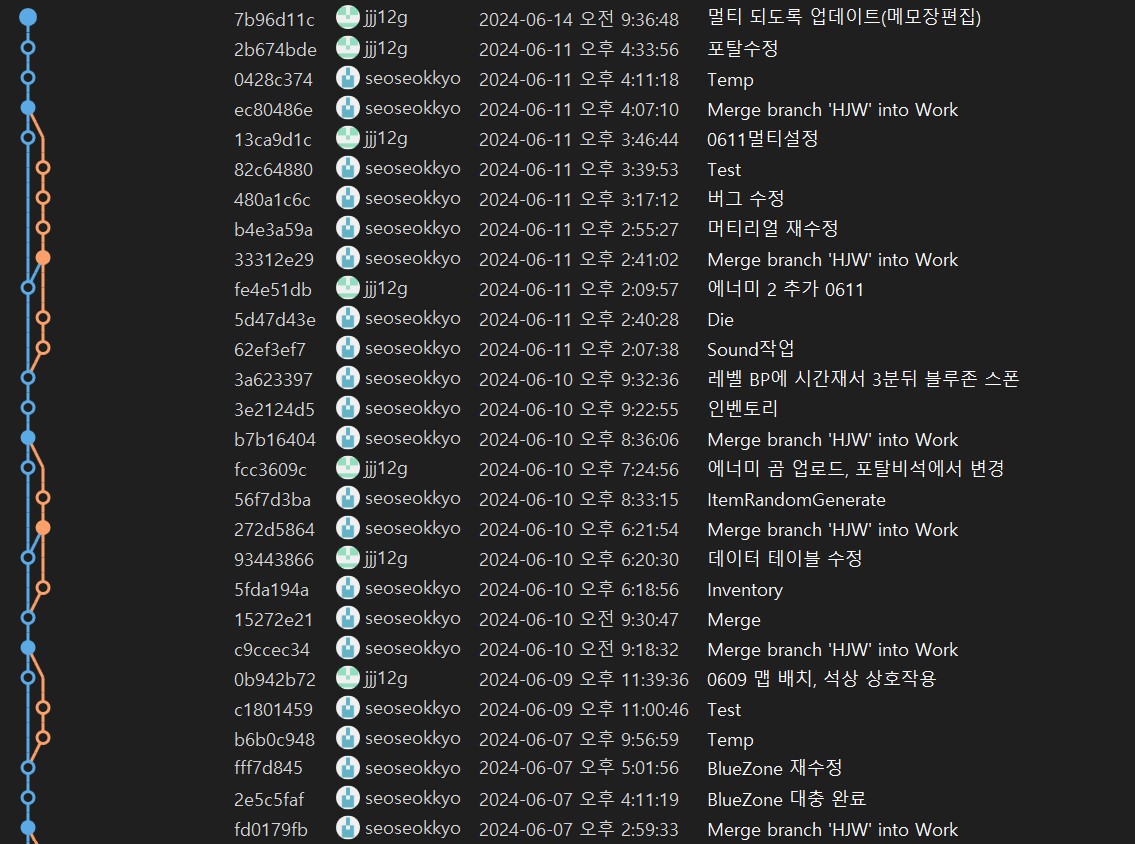 7b96d11c jjj12g 2024-06-14 오전 9:36:48 멀티 되도록 업데이트(메모장편집)
2b674bde jjj12g 2024-06-11 오후 4:33:56 포탈수정
0428c374 seoseokkyo 2024-06-11 오후 4:11:18 Temp
ec80486e seoseokkyo 2024-06-11 오후 4:07:10 Merge branch 'HJW' into Work
13ca9d1c jjj12g 2024-06-11 오후 3:46:44 0611멀티설정
82c64880 seoseokkyo 2024-06-11 오후 3:39:53 Test
480a1c6c seoseokkyo 2024-06-11 오후 3:17:12 버그 수정
b4e3a59a seoseokkyo 2024-06-11 오후 2:55:27 머티리얼 재수정
33312e29 seoseokkyo 2024-06-11 오후 2:41:02 Merge branch 'HJW' into Work
fe4e51db jjj12g 2024-06-11 오후 2:09:57 에너미 2 추가 0611
5d47d43e seoseokkyo 2024-06-11 오후 2:40:28 Die
62ef3ef7 seoseokkyo 2024-06-11 오후 2:07:38 Sound작업
3a623397 seoseokkyo 2024-06-10 오후 9:32:36 레벨 BP에 시간재서 3분뒤 블루존 스폰
3e2124d5 seoseokkyo 2024-06-10 오후 9:22:55 인벤토리
b7b16404 seoseokkyo 2024-06-10 오후 8:36:06 Merge branch 'HJW' into Work
fcc3609c jjj12g 2024-06-10 오후 7:24:56 에너미 곰 업로드, 포탈비석에서 변경
56f7d3ba seoseokkyo 2024-06-10 오후 8:33:15 ItemRandomGenerate
272d5864 seoseokkyo 2024-06-10 오후 6:21:54 Merge branch 'HJW' into Work
93443866 jjj12g 2024-06-10 오후 6:20:30 데이터 테이블 수정
5fda194a seoseokkyo 2024-06-10 오후 6:18:56 Inventory
15272e21 seoseokkyo 2024-06-10 오전 9:30:47 Merge
c9ccec34 seoseokkyo 2024-06-10 오전 9:18:32 Merge branch 'HJW' into Work
0b942b72 jjj12g 2024-06-09 오후 11:39:36 0609 맵 배치, 석상 상호작용
c1801459 seoseokkyo 2024-06-09 오후 11:00:46 Test
b6b0c948 seoseokkyo 2024-06-07 오후 9:56:59 Temp
fff7d845 seoseokkyo 2024-06-07 오후 5:01:56 BlueZone 재수정
2e5c5faf seoseokkyo 2024-06-07 오후 4:11:19 BlueZone 대충 완료
fd0179fb seoseokkyo 2024-06-07 오후 2:59:33 Merge branch 'HJW' into Work